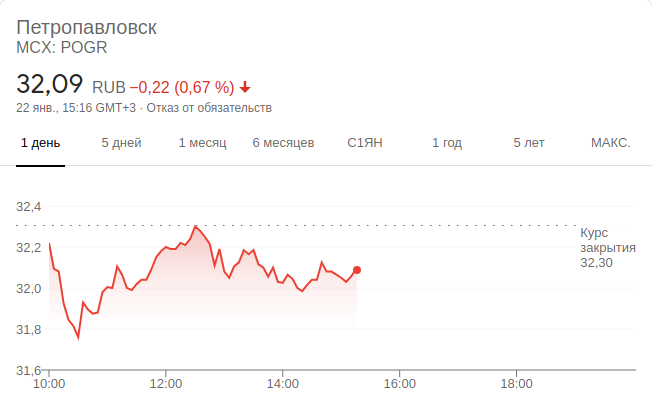 Петропавловск
MCX: POGR
32,09 RUB −0,22 (0,67 %)
22 янв., 15:16 GMT+3 · Отказ от обязательств
1 день 5 дней 1 месяц 6 месяцев С1ЯН 1 год 5 лет МАКС.
32,4
Курс
закрытия
32,30
32,2
32,0
31,8
31,6
10:00 12:00 14:00 16:00 18:00